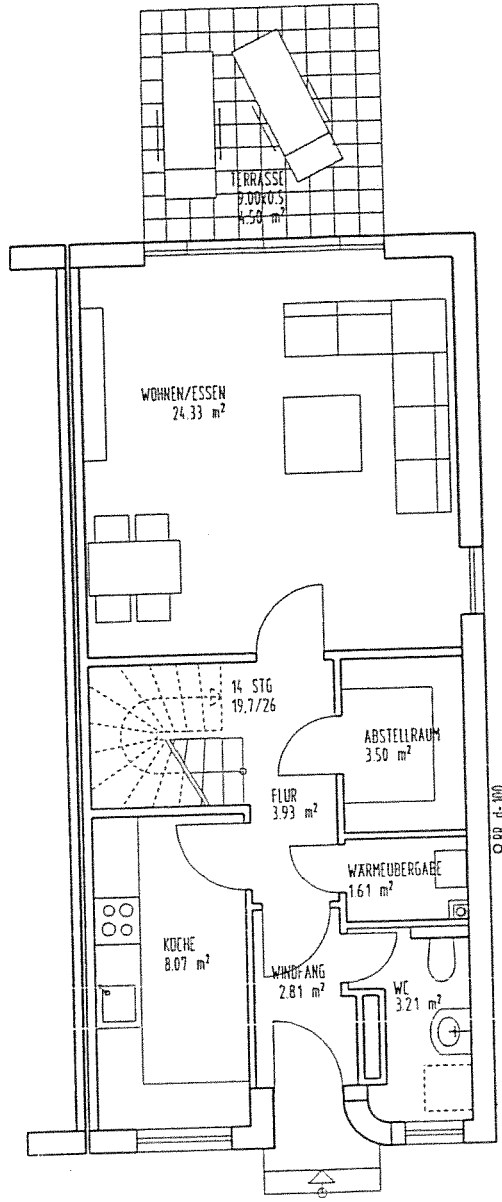 TERRASSE
9.00x0.5
4.50 m²
WOHNEN/ESSEN
24.33 m²
14 STG
19.7/26
ABSTELLRAUM
3.50 m²
FLUR
3.93 m²
WÄRMEUBERGABE
1.61 m²
KÜCHE
8.07 m²
WINDFANG
2.81 m²
WC
3.21 m²